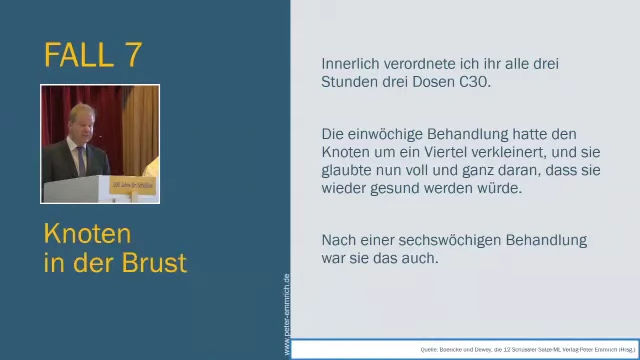 FALL 7
Knoten
in der Brust
Innerlich verordnete ich ihr alle drei
Stunden drei Dosen C30.
Die einwöchige Behandlung hatte den
Knoten um ein Viertel verkleinert, und sie
glaubte nun voll und ganz daran, dass sie
wieder gesund werden würde.
Nach einer sechswöchigen Behandlung
war sie das auch.
www.peter-emmrich.de
Quelle: Boericke und Dewey, die 12 Schüssler Salze-ML Verlag-Peter Emmrich (Hrsg.)